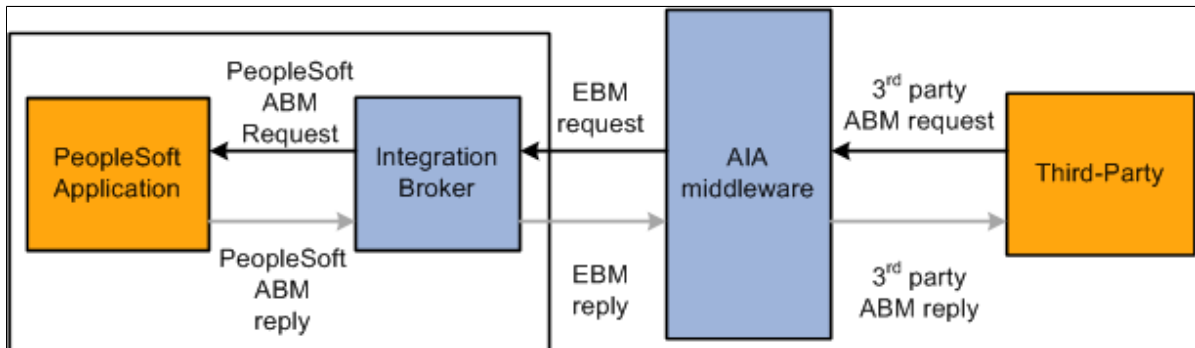 PeopleSoft
ABM
Request
EBM
request
3rd party
ABM request
PeopleSoft
Application
Integration
Broker
AIA
middleware
Third-Party
PeopleSoft
ABM
reply
EBM
reply
3rd party
ABM reply